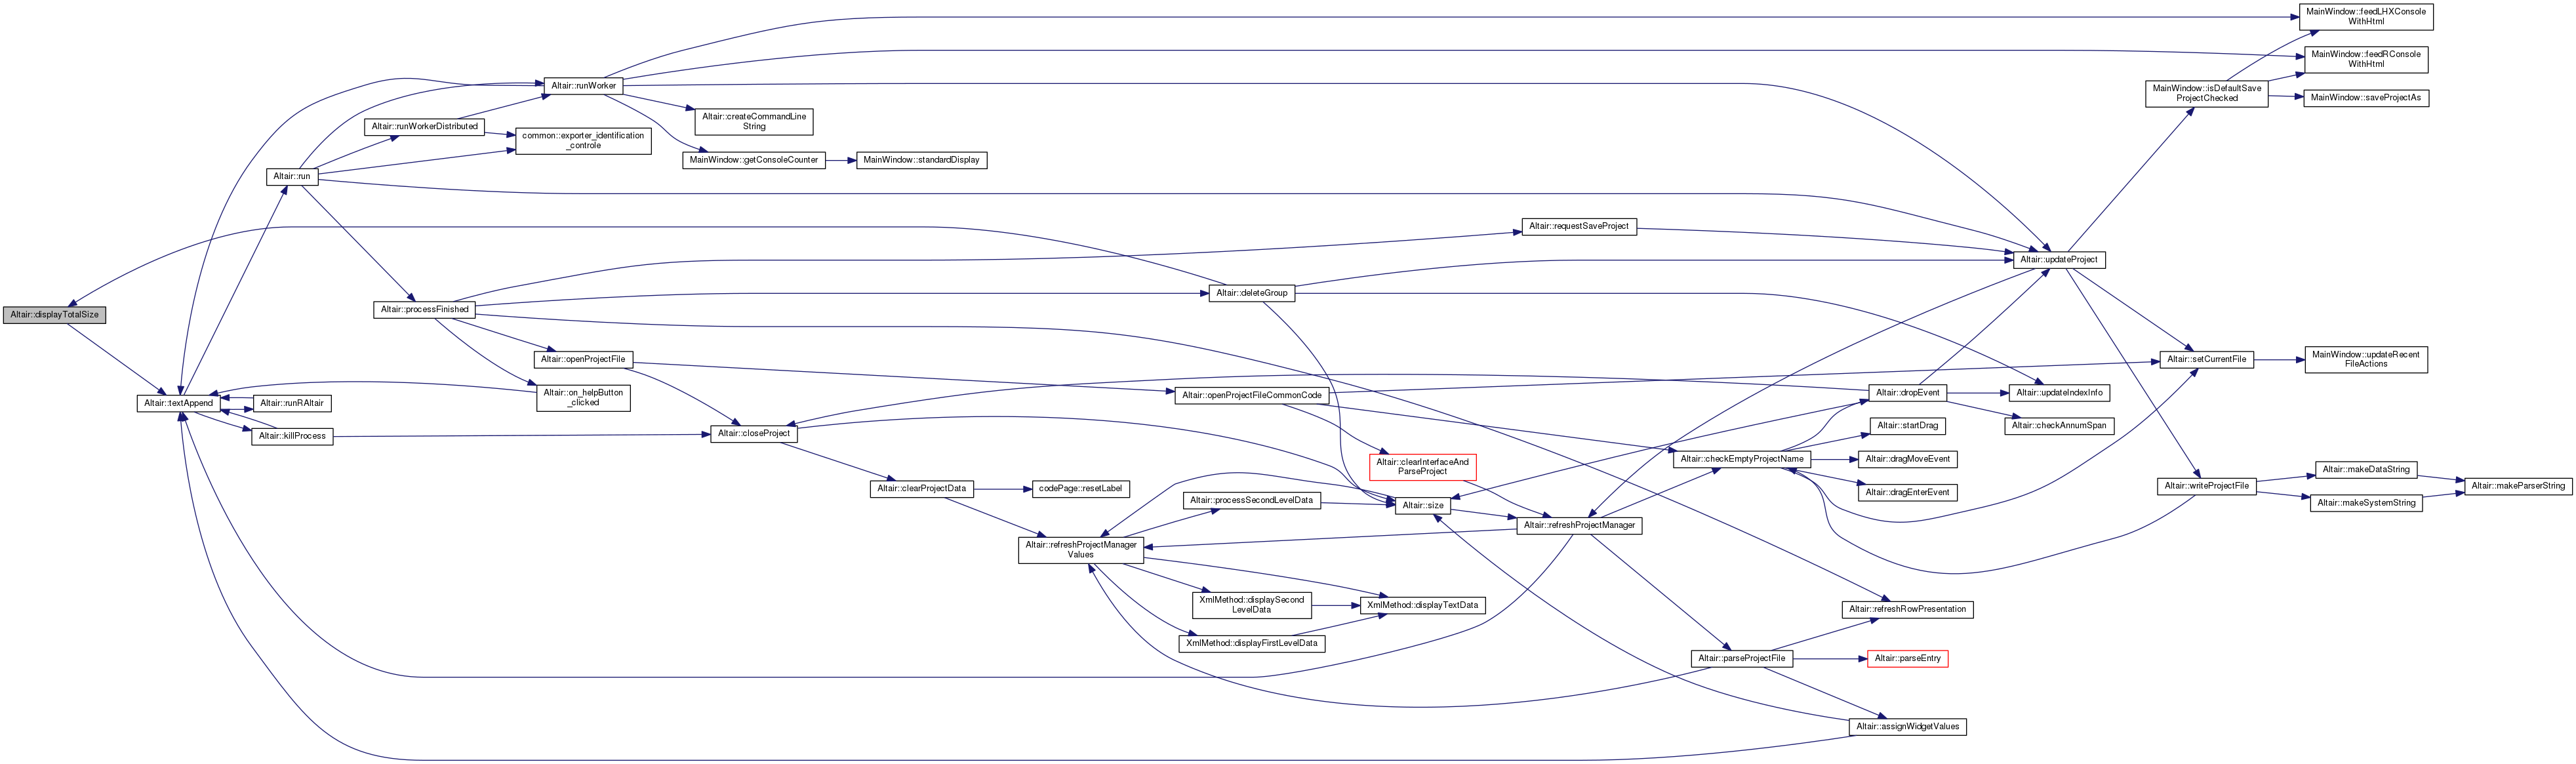 MainWindow::feedLHXConsole
WithHtml
MainWindow::feedRConsole
WithHtml
Altair::runWorker
MainWindow::isDefaultSave
ProjectChecked
MainWindow::saveProjectAs
Altair::createCommandLine
String
Altair::runWorkerDistributed
common::exporter_identification
_controle
MainWindow::getConsoleCounter
MainWindow::standardDisplay
Altair::run
Altair::requestSaveProject
Altair::updateProject
Altair::deleteGroup
Altair::processFinished
Altair::displayTotalSize
Altair::openProjectFile
Altair::setCurrentFile
MainWindow::updateRecent
FileActions
Altair::on_helpButton
_clicked
Altair::openProjectFileCommonCode
Altair::dropEvent
Altair::updateIndexInfo
Altair::textAppend
Altair::runRAltair
Altair::startDrag
Altair::checkAnnumSpan
Altair::killProcess
Altair::closeProject
Altair::clearInterfaceAnd
ParseProject
Altair::checkEmptyProjectName
Altair::dragMoveEvent
Altair::makeDataString
Altair::clearProjectData
codePage::resetLabel
Altair::dragEnterEvent
Altair::writeProjectFile
Altair::makeParserString
Altair::processSecondLevelData
Altair::size
Altair::makeSystemString
Altair::refreshProjectManager
Altair::refreshProjectManager
Values
XmlMethod::displaySecond
LevelData
XmlMethod::displayTextData
Altair::refreshRowPresentation
XmlMethod::displayFirstLevelData
Altair::parseProjectFile
Altair::parseEntry
Altair::assignWidgetValues